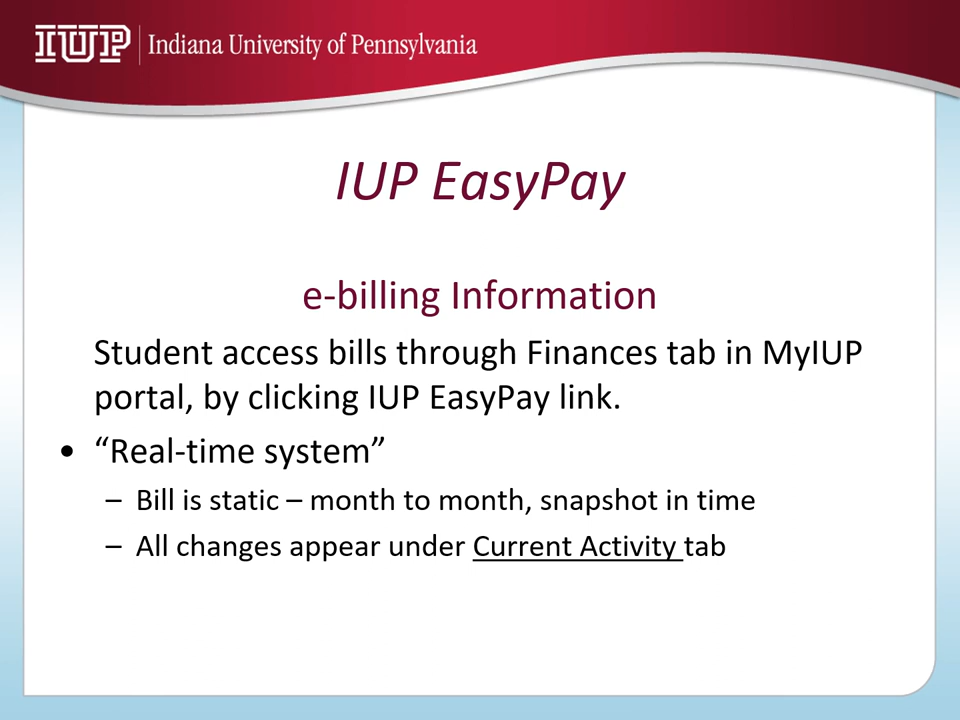 IUP | Indiana University of Pennsylvania
IUP EasyPay
e-billing Information
Student access bills through Finances tab in MyIUP
portal, by clicking IUP EasyPay link.
• “Real-time system”
– Bill is static – month to month, snapshot in time
– All changes appear under Current Activity tab